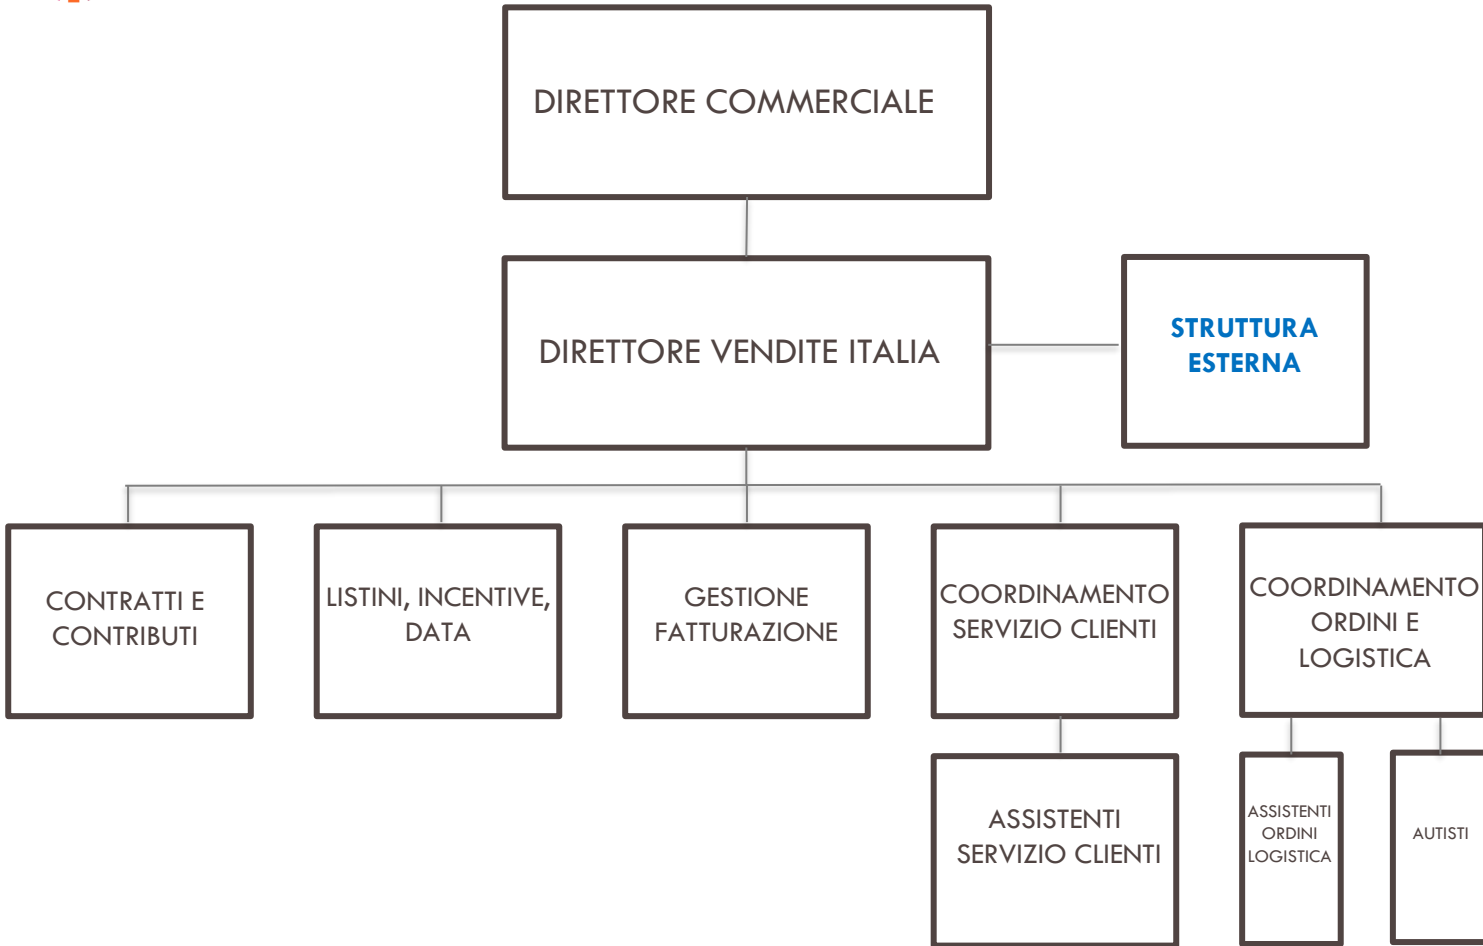 DIRETTORE COMMERCIALE
DIRETTORE VENDITE ITALIA
STRUTTURA
ESTERNA
CONTRATTI E
CONTRIBUTI
LISTINI, INCENTIVE,
DATA
GESTIONE
FATTURAZIONE
COORDINAMENTO
SERVIZIO CLIENTI
COORDINAMENTO
ORDINI E
LOGISTICA
ASSISTENTI
SERVIZIO CLIENTI
ASSISTENTI
ORDINI
LOGISTICA
AUTISTI